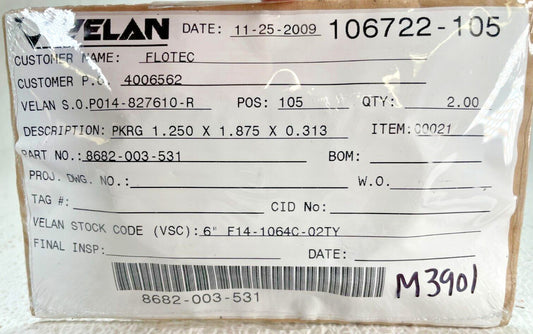 VELAN DATE: 11-25-2009 106722-105
CUSTOMER NAME: FLOTEC
CUSTOMER P.O. 4006562
VELAN S.O.P014-827610-R POS: 105 QTY: 2.00
DESCRIPTION: PKRG 1.250 X 1.875 X 0.313 ITEM:00021
PART NO.: 8682-003-531 BOM:
PROJ. DWG. NO.: W.O.
TAG #: CID No:
VELAN STOCK CODE (VSC): 6" F14-1064C-02TY
FINAL INSP: DATE:
8682-003-531
M3901